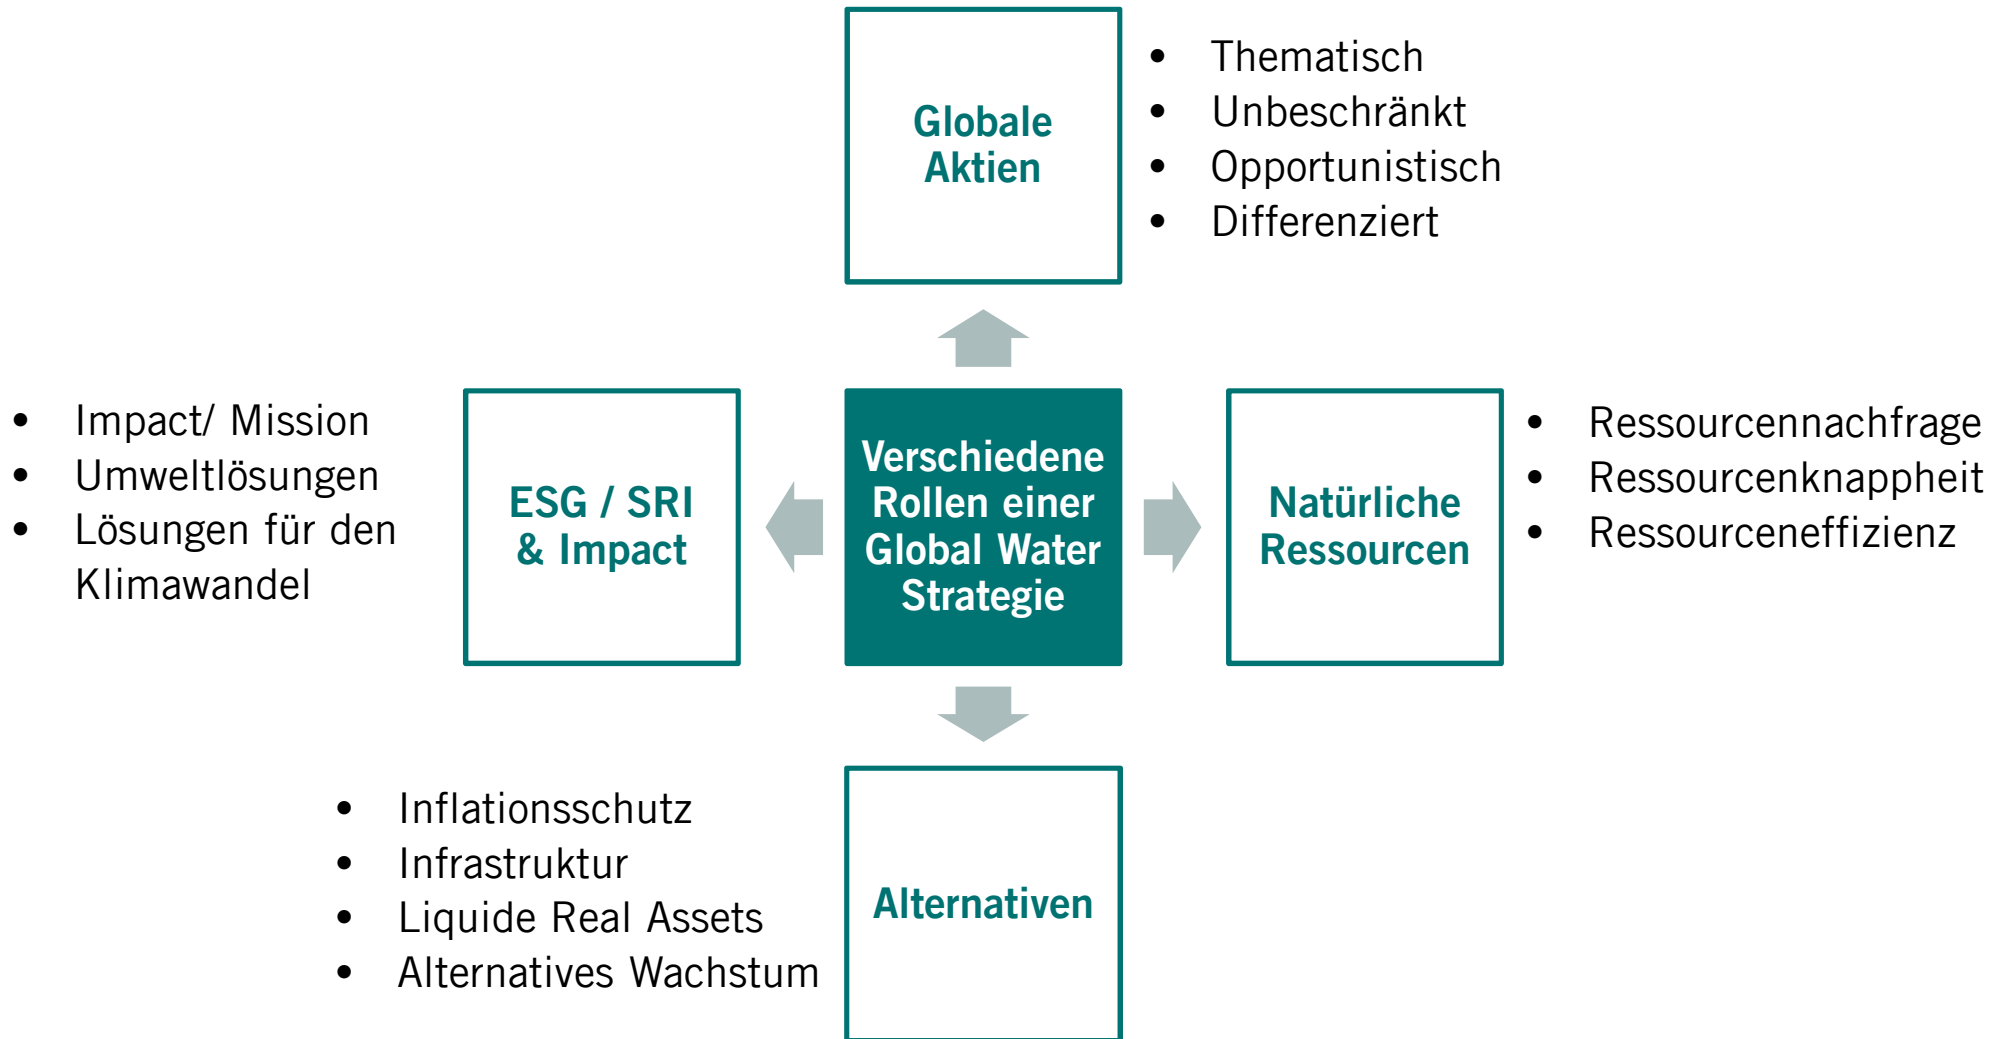 Globale
Aktien
• Thematisch
• Unbeschränkt
• Opportunistisch
• Differenziert
• Impact/ Mission
• Umweltlösungen
• Lösungen für den
Klimawandel
ESG / SRI
& Impact
Verschiedene
Rollen einer
Global Water
Strategie
Natürliche
Ressourcen
• Ressourcennachfrage
• Ressourcenknappheit
• Ressourceneffizienz
• Inflationsschutz
• Infrastruktur
• Liquide Real Assets
• Alternatives Wachstum
Alternativen